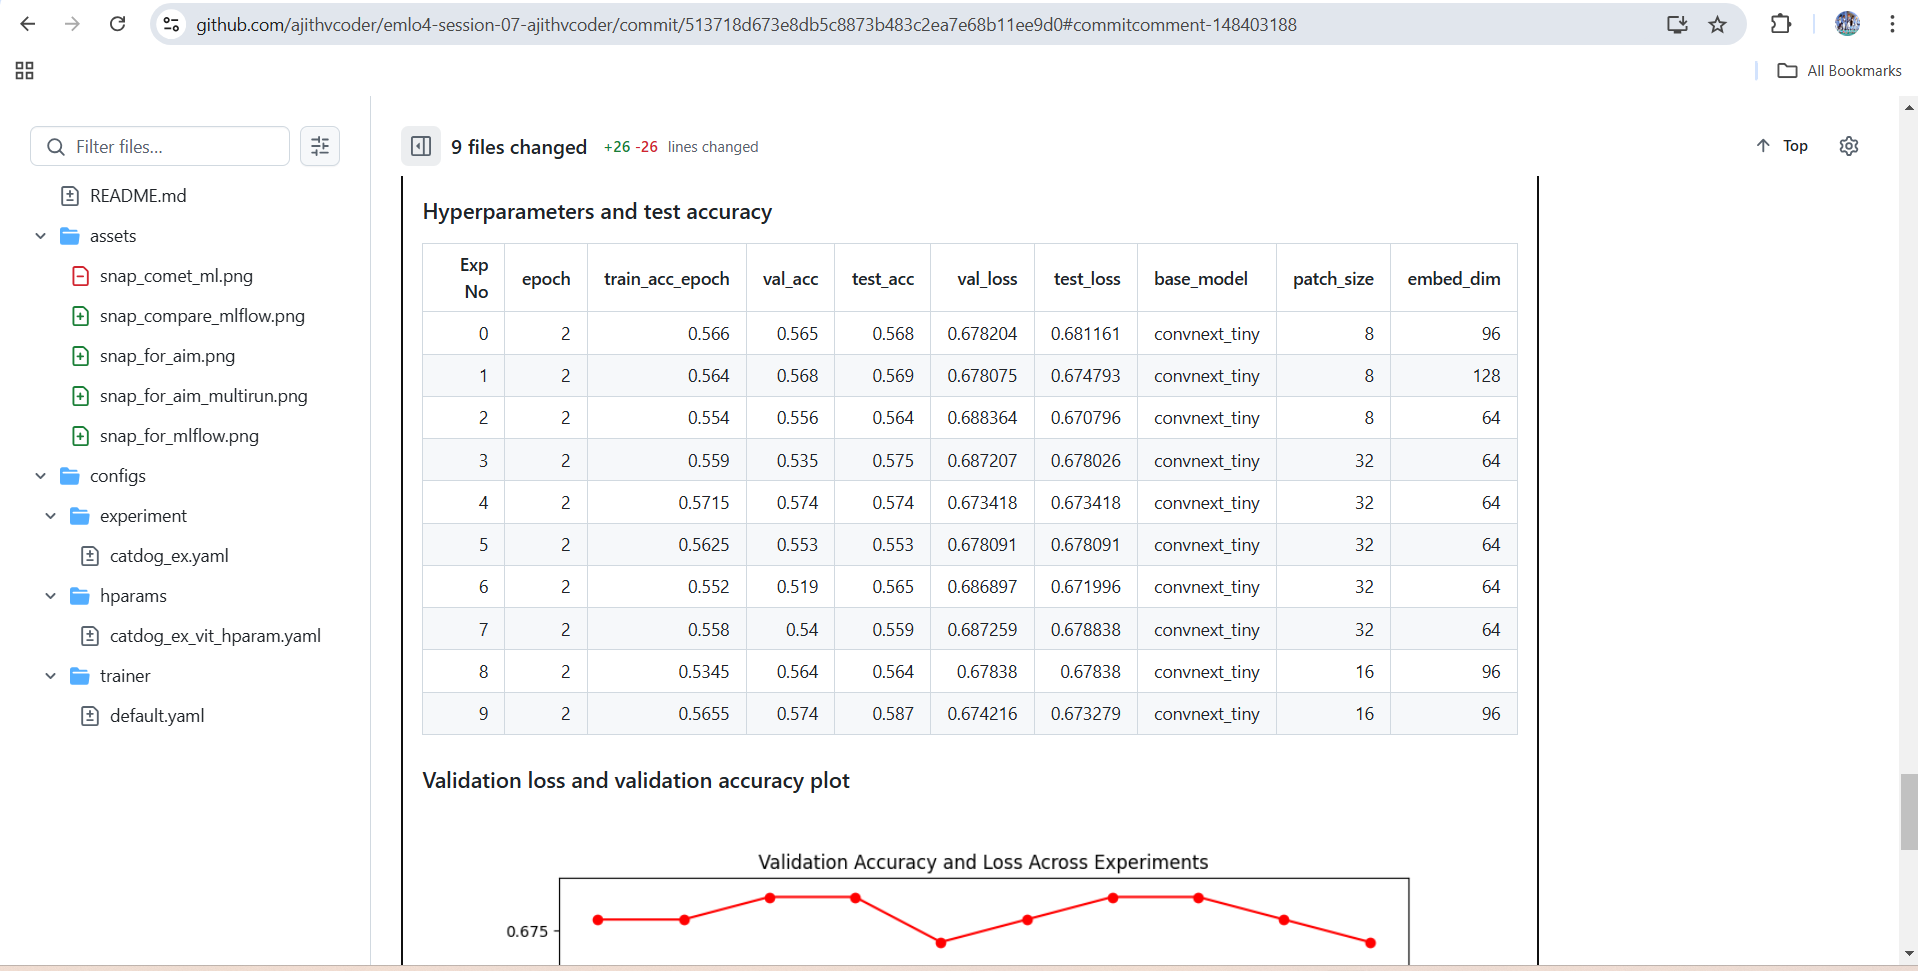 github.com/ajithvcoder/emlo4-session-07-ajithvcoder/commit/513718d673e8db5c8873b483c2ea7e68b11ee9d0#commitcomment-148403188
All Bookmarks
Filter files...
README.md
assets
snap_comet_ml.png
snap_compare_mlflow.png
snap_for_aim.png
snap_for_aim_multirun.png
snap_for_mlflow.png
configs
experiment
catdog_ex.yaml
hparams
catdog_ex_vit_hparam.yaml
trainer
default.yaml
9 files changed +26 -26 lines changed
Top
Hyperparameters and test accuracy
Exp No epoch train_acc_epoch val_acc test_acc val_loss test_loss base_model patch_size embed_dim
0 2 0.566 0.565 0.568 0.678204 0.681161 convnext_tiny 8 96
1 2 0.564 0.568 0.569 0.678075 0.674793 convnext_tiny 8 128
2 2 0.554 0.556 0.564 0.688364 0.670796 convnext_tiny 8 64
3 2 0.559 0.535 0.575 0.687207 0.678026 convnext_tiny 32 64
4 2 0.5715 0.574 0.574 0.673418 0.673418 convnext_tiny 32 64
5 2 0.5625 0.553 0.553 0.678091 0.678091 convnext_tiny 32 64
6 2 0.552 0.519 0.565 0.686897 0.671996 convnext_tiny 32 64
7 2 0.558 0.54 0.559 0.687259 0.678838 convnext_tiny 32 64
8 2 0.5345 0.564 0.564 0.67838 0.67838 convnext_tiny 16 96
9 2 0.5655 0.574 0.587 0.674216 0.673279 convnext_tiny 16 96
Validation loss and validation accuracy plot
Validation Accuracy and Loss Across Experiments
0.675